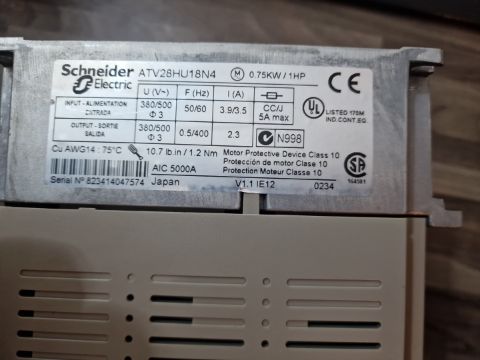 Schneider Electric ATV28HU18N4 M 0.75KW / 1HP CE
U (V~) F (Hz) I (A)
INPUT - ALIMENTATION ENTRADA 380/500 Φ 3 50/60 3.9/3.5 CC/J 5A max
UL LISTED 170M IND.CONT.EQ.
OUTPUT - SORTIE SALIDA 380/500 Φ 3 0.5/400 2.3 N998
Cu AWG14 : 75°C 10.7 lb.in / 1.2 Nm Motor Protective Device Class 10
Protección de motor Clase 10
AIC 5000A Protection Moteur Classe 10
Serial Nº 823414047574 Japan V1.1 IE12 0234